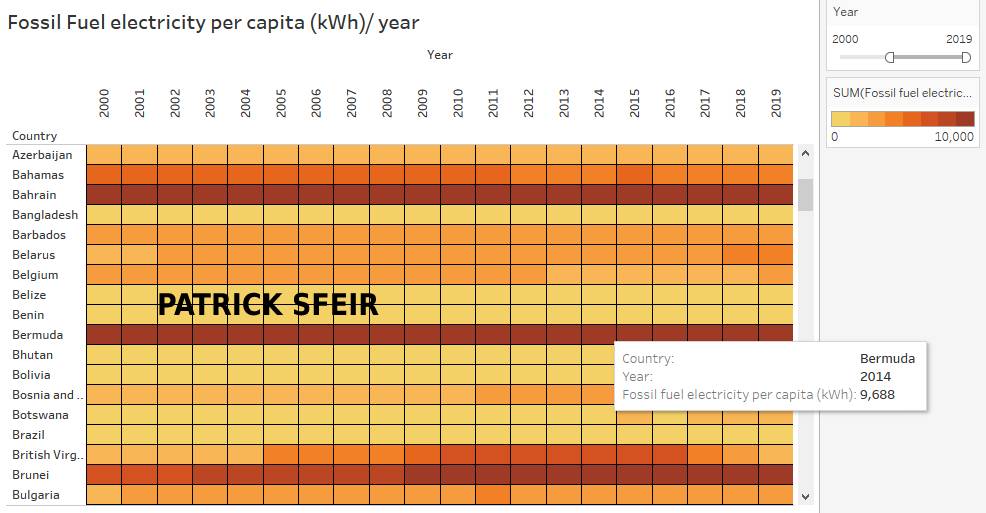 Fossil Fuel electricity per capita (kWh)/ year
Year
2000 2001 2002 2003 2004 2005 2006 2007 2008 2009 2010 2011 2012 2013 2014 2015 2016 2017 2018 2019
Country
Azerbaijan
Bahamas
Bahrain
Bangladesh
Barbados
Belarus
Belgium
Belize
PATRICK SFEIR
Benin
Bermuda
Bhutan
Bolivia
Bosnia and ..
Botswana
Brazil
British Virg..
Brunei
Bulgaria
Country: Bermuda
Year: 2014
Fossil fuel electricity per capita (kWh): 9,688
Year
2000 2019
SUM(Fossil fuel electric...
0 10,000